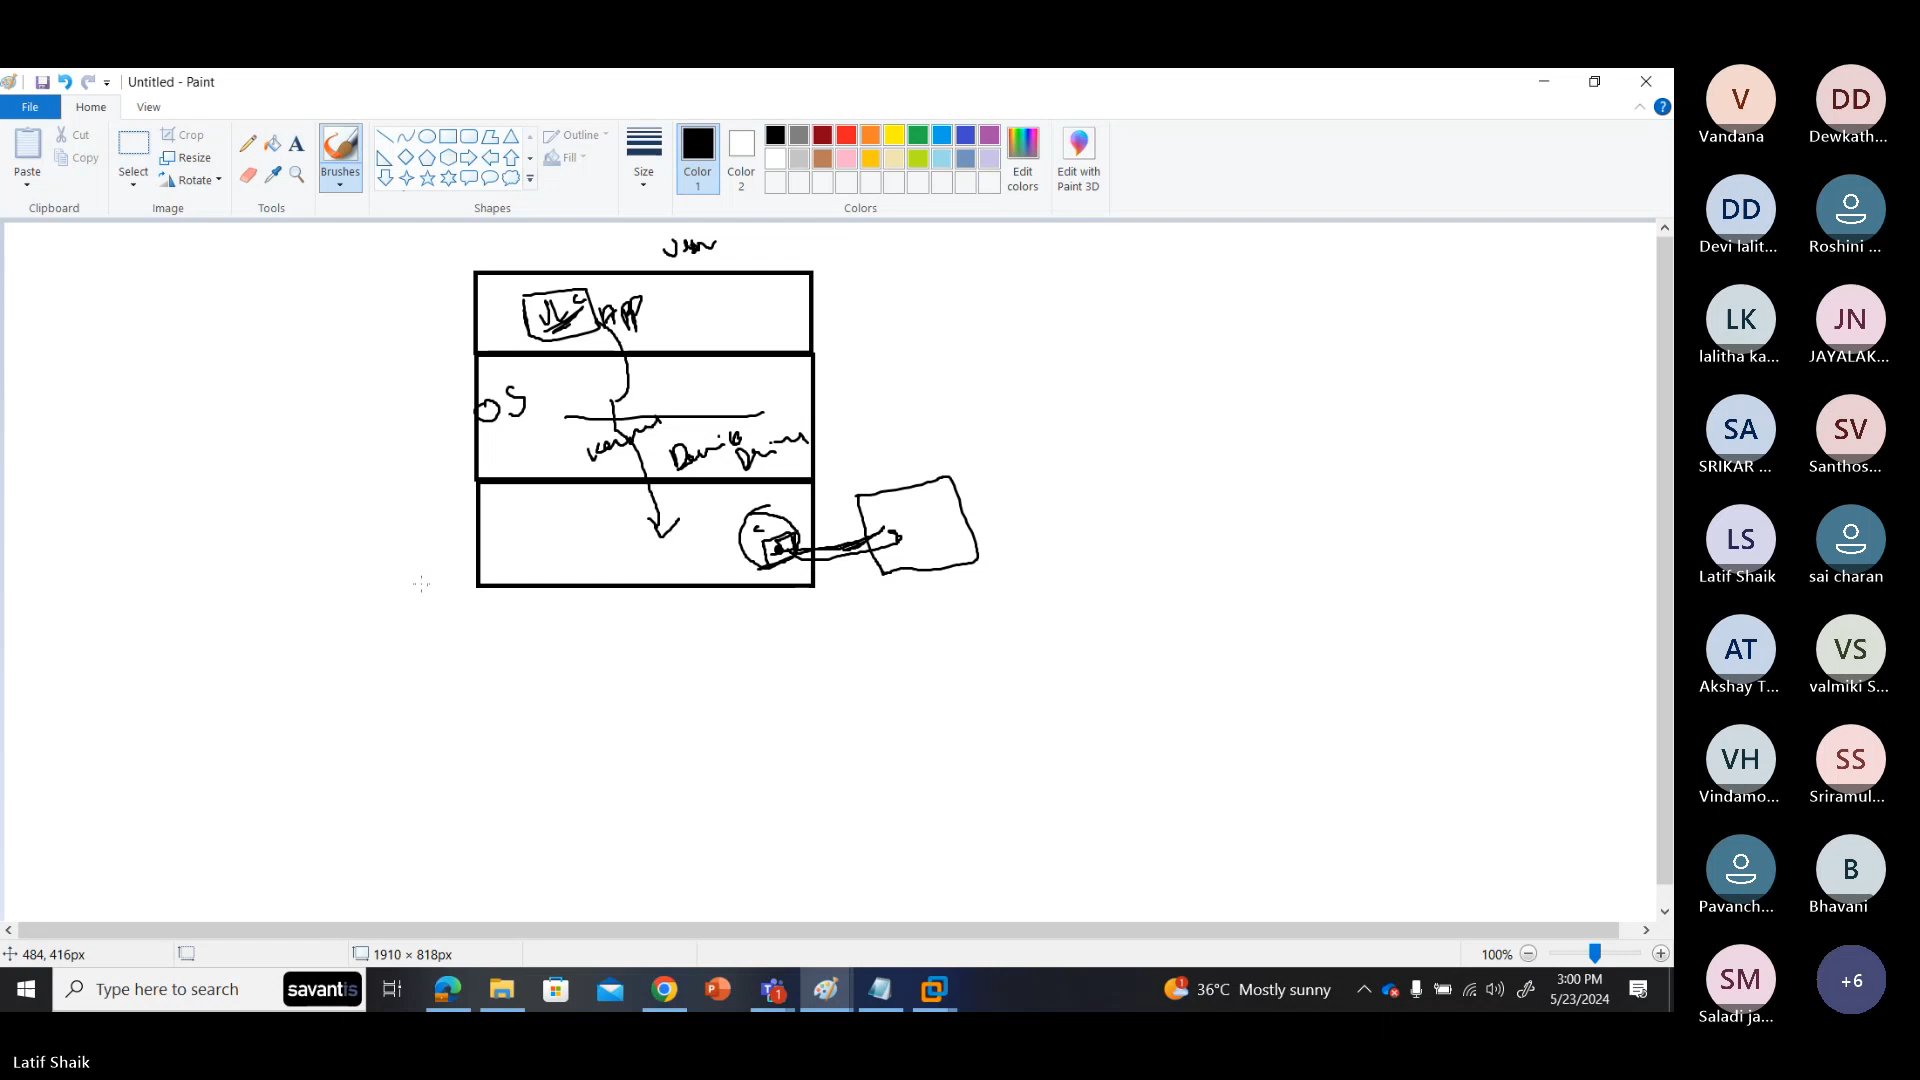 Untitled - Paint
File Home View
Paste Cut Copy Select Crop Resize Rotate A Brushes Outline Fill Size Color 1 Color 2 Edit colors Edit with Paint 3D
Clipboard Image Tools Shapes Colors
APP
OS
484, 416px 1910 × 818px 100%
Type here to search savantis 1 1 36°C Mostly sunny 3:00 PM 5/23/2024
V DD
Vandana Dewkath...
DD
Devi lalit... Roshini ...
LK JN
lalitha ka... JAYALAK...
SA SV
SRIKAR ... Santhos...
LS
Latif Shaik sai charan
AT VS
Akshay T... valmiki S...
VH SS
Vindamo... Sriramul...
B
Pavanch... Bhavani
SM +6
Saladi ja...
Latif Shaik